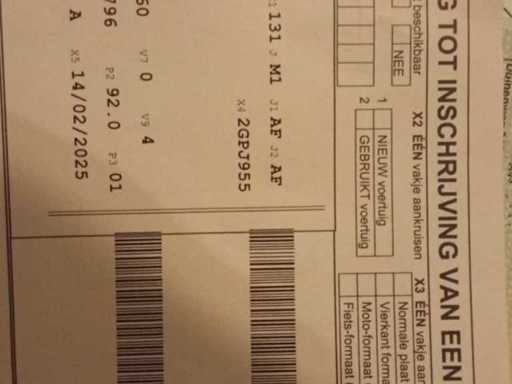 G TOT INSCHRIJVING VAN EEN
beschikbaar
NEE
X2 ÉÉN vakje aankruisen
1 NIEUW voertuig
2 GEBRUIKT voertuig
X3 ÉÉN vakje aan
Normale plaat
Vierkant forma
Moto-formaat
Fiets-formaat
131 J M1 J1 AF J2 AF
X4 2GPJ955
60 V7 0 V9 4
796 P2 92.0 P3 01
A X5 14/02/2025